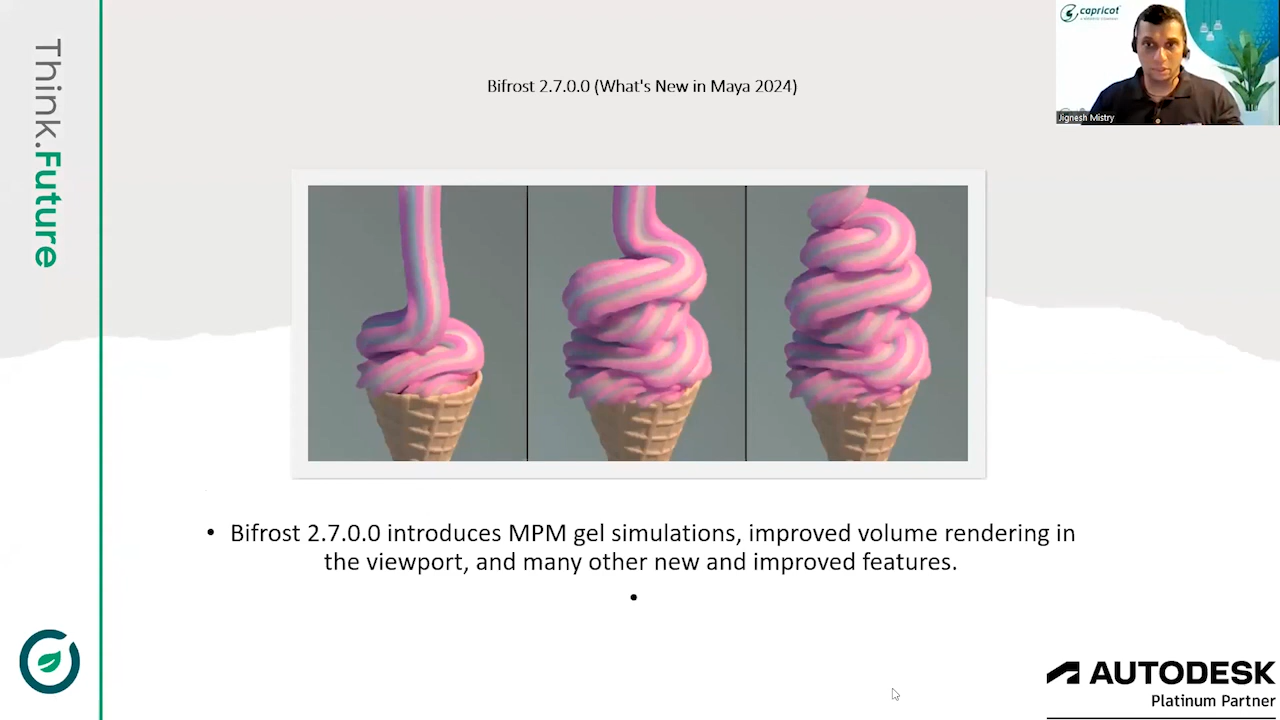 Think.Future
Bifrost 2.7.0.0 (What's New in Maya 2024)
capricot
Jignesh Mistry
• Bifrost 2.7.0.0 introduces MPM gel simulations, improved volume rendering in
the viewport, and many other new and improved features.
•
AUTODESK
Platinum Partner